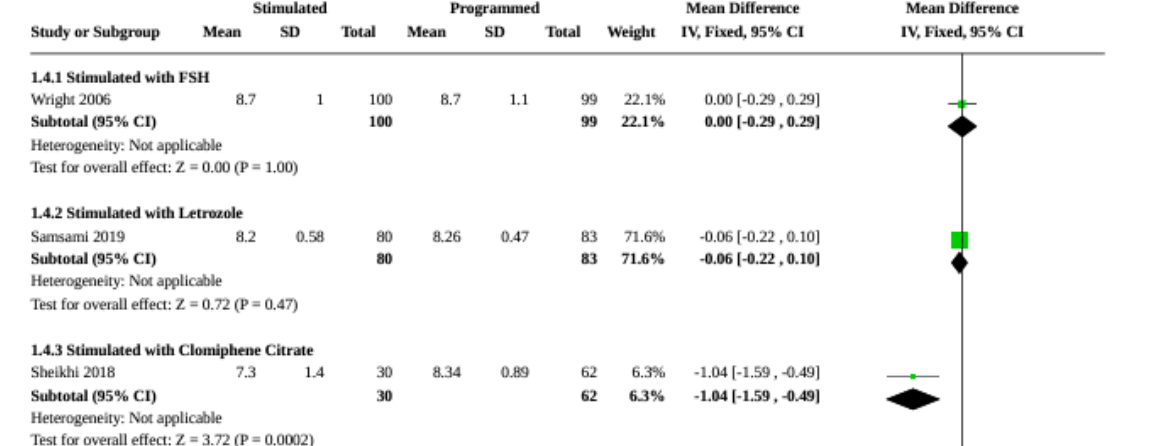 Stimulated Programmed Mean Difference Mean Difference
Study or Subgroup Mean SD Total Mean SD Total Weight IV, Fixed, 95% CI IV, Fixed, 95% CI
1.4.1 Stimulated with FSH
Wright 2006 8.7 1 100 8.7 1.1 99 22.1% 0.00 [-0.29 , 0.29]
Subtotal (95% CI) 100 99 22.1% 0.00 [-0.29 , 0.29]
Heterogeneity: Not applicable
Test for overall effect: Z = 0.00 (P = 1.00)
1.4.2 Stimulated with Letrozole
Samsami 2019 8.2 0.58 80 8.26 0.47 83 71.6% -0.06 [-0.22 , 0.10]
Subtotal (95% CI) 80 83 71.6% -0.06 [-0.22 , 0.10]
Heterogeneity: Not applicable
Test for overall effect: Z = 0.72 (P = 0.47)
1.4.3 Stimulated with Clomiphene Citrate
Sheikhi 2018 7.3 1.4 30 8.34 0.89 62 6.3% -1.04 [-1.59 , -0.49]
Subtotal (95% CI) 30 62 6.3% -1.04 [-1.59 , -0.49]
Heterogeneity: Not applicable
Test for overall effect: Z = 3.72 (P = 0.0002)